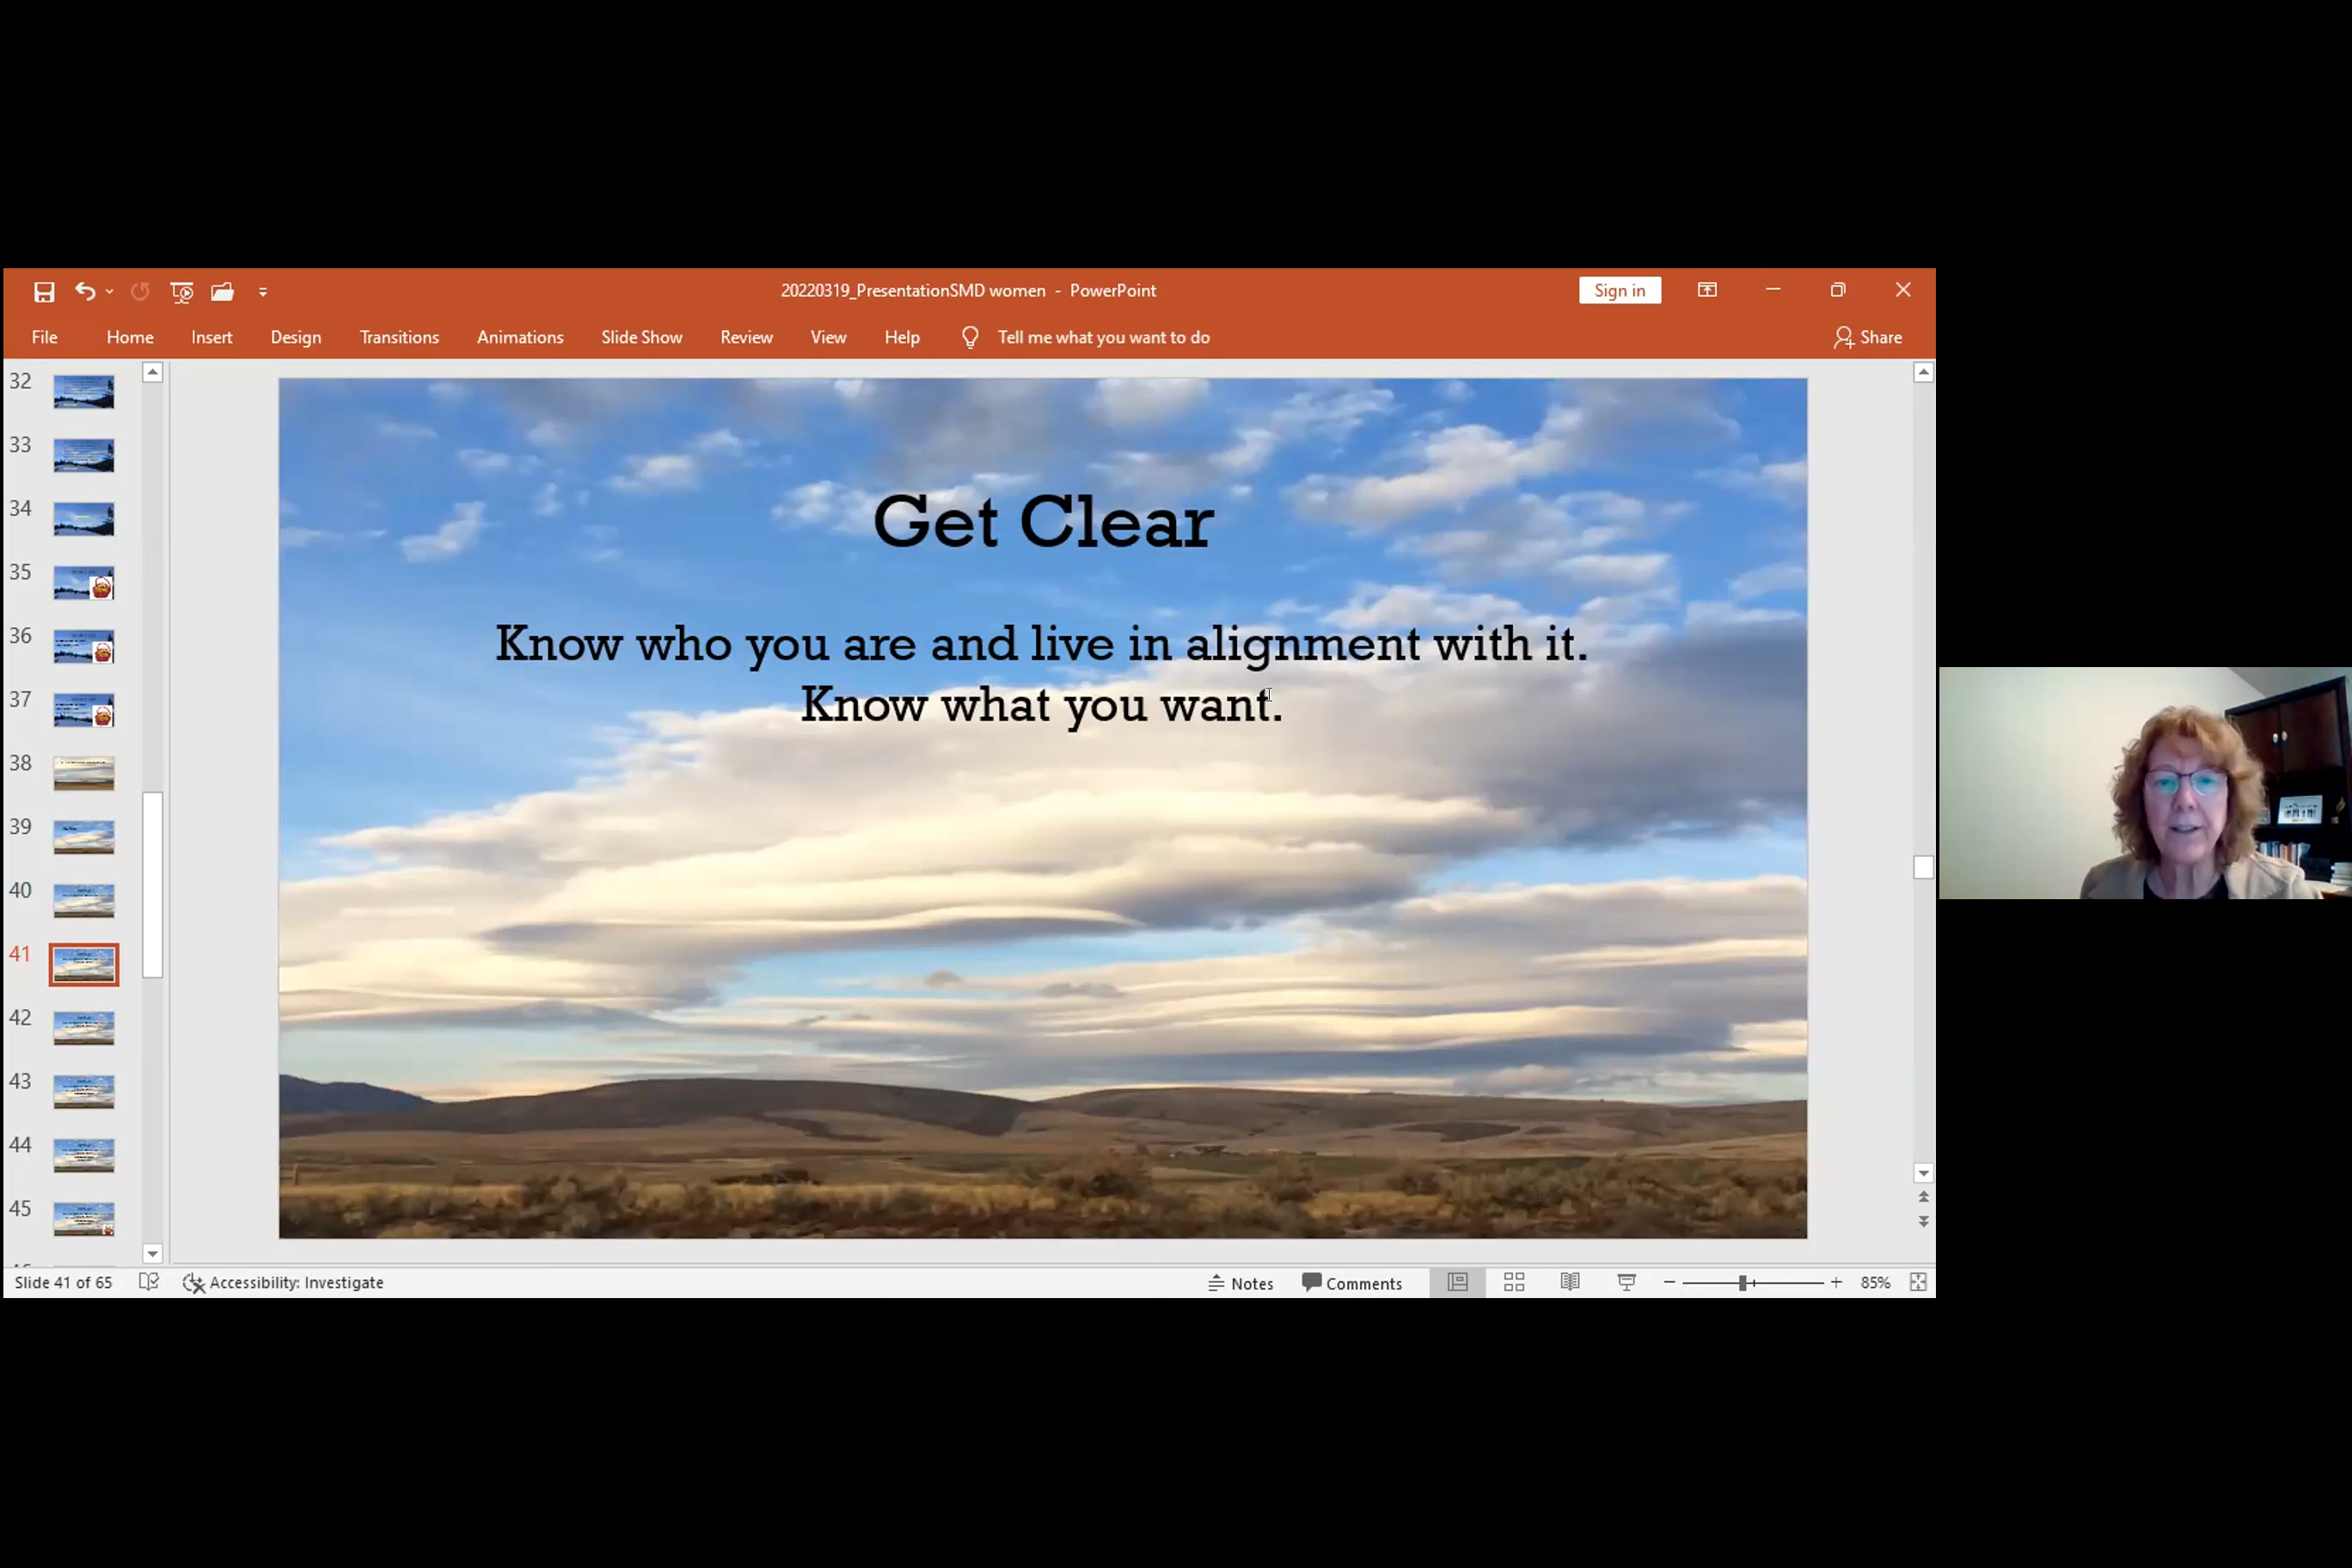 20220319_PresentationSMD women - PowerPoint
Sign in
File Home Insert Design Transitions Animations Slide Show Review View Help Tell me what you want to do Share
32
33
34
35
36
37
38
39
40
41
42
43
44
45
Get Clear
Know who you are and live in alignment with it.
Know what you want.
Slide 41 of 65 Accessibility: Investigate Notes Comments 85%